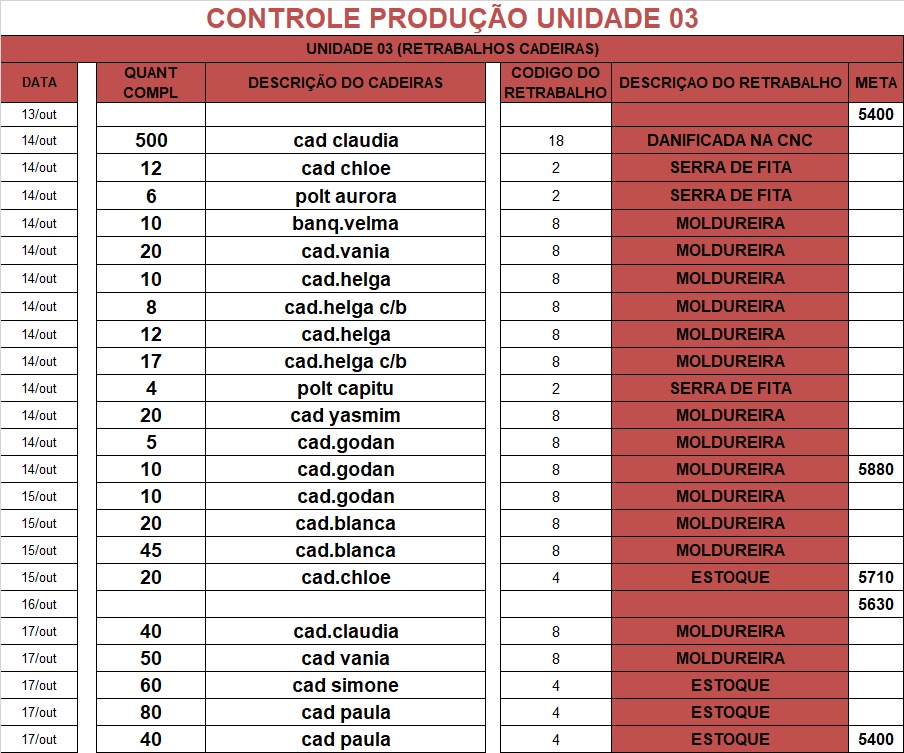 CONTROLE PRODUÇÃO UNIDADE 03
UNIDADE 03 (RETRABALHOS CADEIRAS)
DATA QUANT COMPL DESCRIÇÃO DO CADEIRAS CODIGO DO RETRABALHO DESCRIÇAO DO RETRABALHO META
13/out 5400
14/out 500 cad claudia 18 DANIFICADA NA CNC
14/out 12 cad chloe 2 SERRA DE FITA
14/out 6 polt aurora 2 SERRA DE FITA
14/out 10 banq.velma 8 MOLDUREIRA
14/out 20 cad.vania 8 MOLDUREIRA
14/out 10 cad.helga 8 MOLDUREIRA
14/out 8 cad.helga c/b 8 MOLDUREIRA
14/out 12 cad.helga 8 MOLDUREIRA
14/out 17 cad.helga c/b 8 MOLDUREIRA
14/out 4 polt capitu 2 SERRA DE FITA
14/out 20 cad yasmim 8 MOLDUREIRA
14/out 5 cad.godan 8 MOLDUREIRA
14/out 10 cad.godan 8 MOLDUREIRA 5880
15/out 10 cad.godan 8 MOLDUREIRA
15/out 20 cad.blanca 8 MOLDUREIRA
15/out 45 cad.blanca 8 MOLDUREIRA
15/out 20 cad.chloe 4 ESTOQUE 5710
16/out 5630
17/out 40 cad.claudia 8 MOLDUREIRA
17/out 50 cad vania 8 MOLDUREIRA
17/out 60 cad simone 4 ESTOQUE
17/out 80 cad paula 4 ESTOQUE
17/out 40 cad paula 4 ESTOQUE 5400